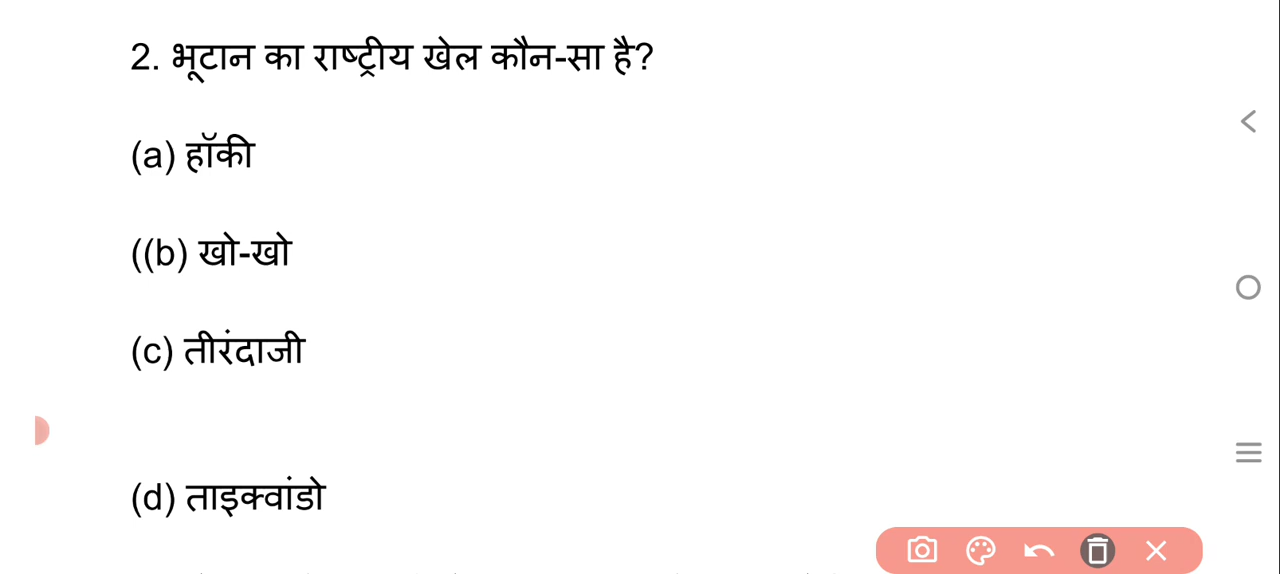 2. भूटान का राष्ट्रीय खेल कौन-सा है?
(a) हॉकी
((b) खो-खो
(c) तीरंदाजी
(d) ताइक्वांडो